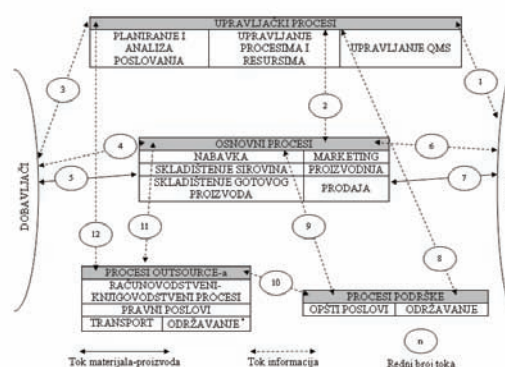 UPRAVLJAČKI PROCESI
PLANIRANJE I ANALIZA POSLOVANJA
UPRAVLJANJE PROCESIMA I RESURSIMA
UPRAVLJANJE QMS
1
3
2
DOBAVLJAČI
4
OSNOVNI PROCESI
6
NABAVKA
MARKETING
SKLADIŠTENJE SIROVINA
PROIZVODNJA
SKLADIŠTENJE GOTOVOG PROIZVODA
PRODAJA
5
7
12
11
9
8
PROCESI OUTSOURCE-a
RAČUNOVODSTVENI-KNJIGOVODSTVENI PROCESI
PRAVNI POSLOVI
TRANSPORT
ODRŽAVANJE*
10
PROCESI PODRŠKE
OPŠTI POSLOVI
ODRŽAVANJE
n
Tok materijala-proizvoda
Tok informacija
Redni broj toka